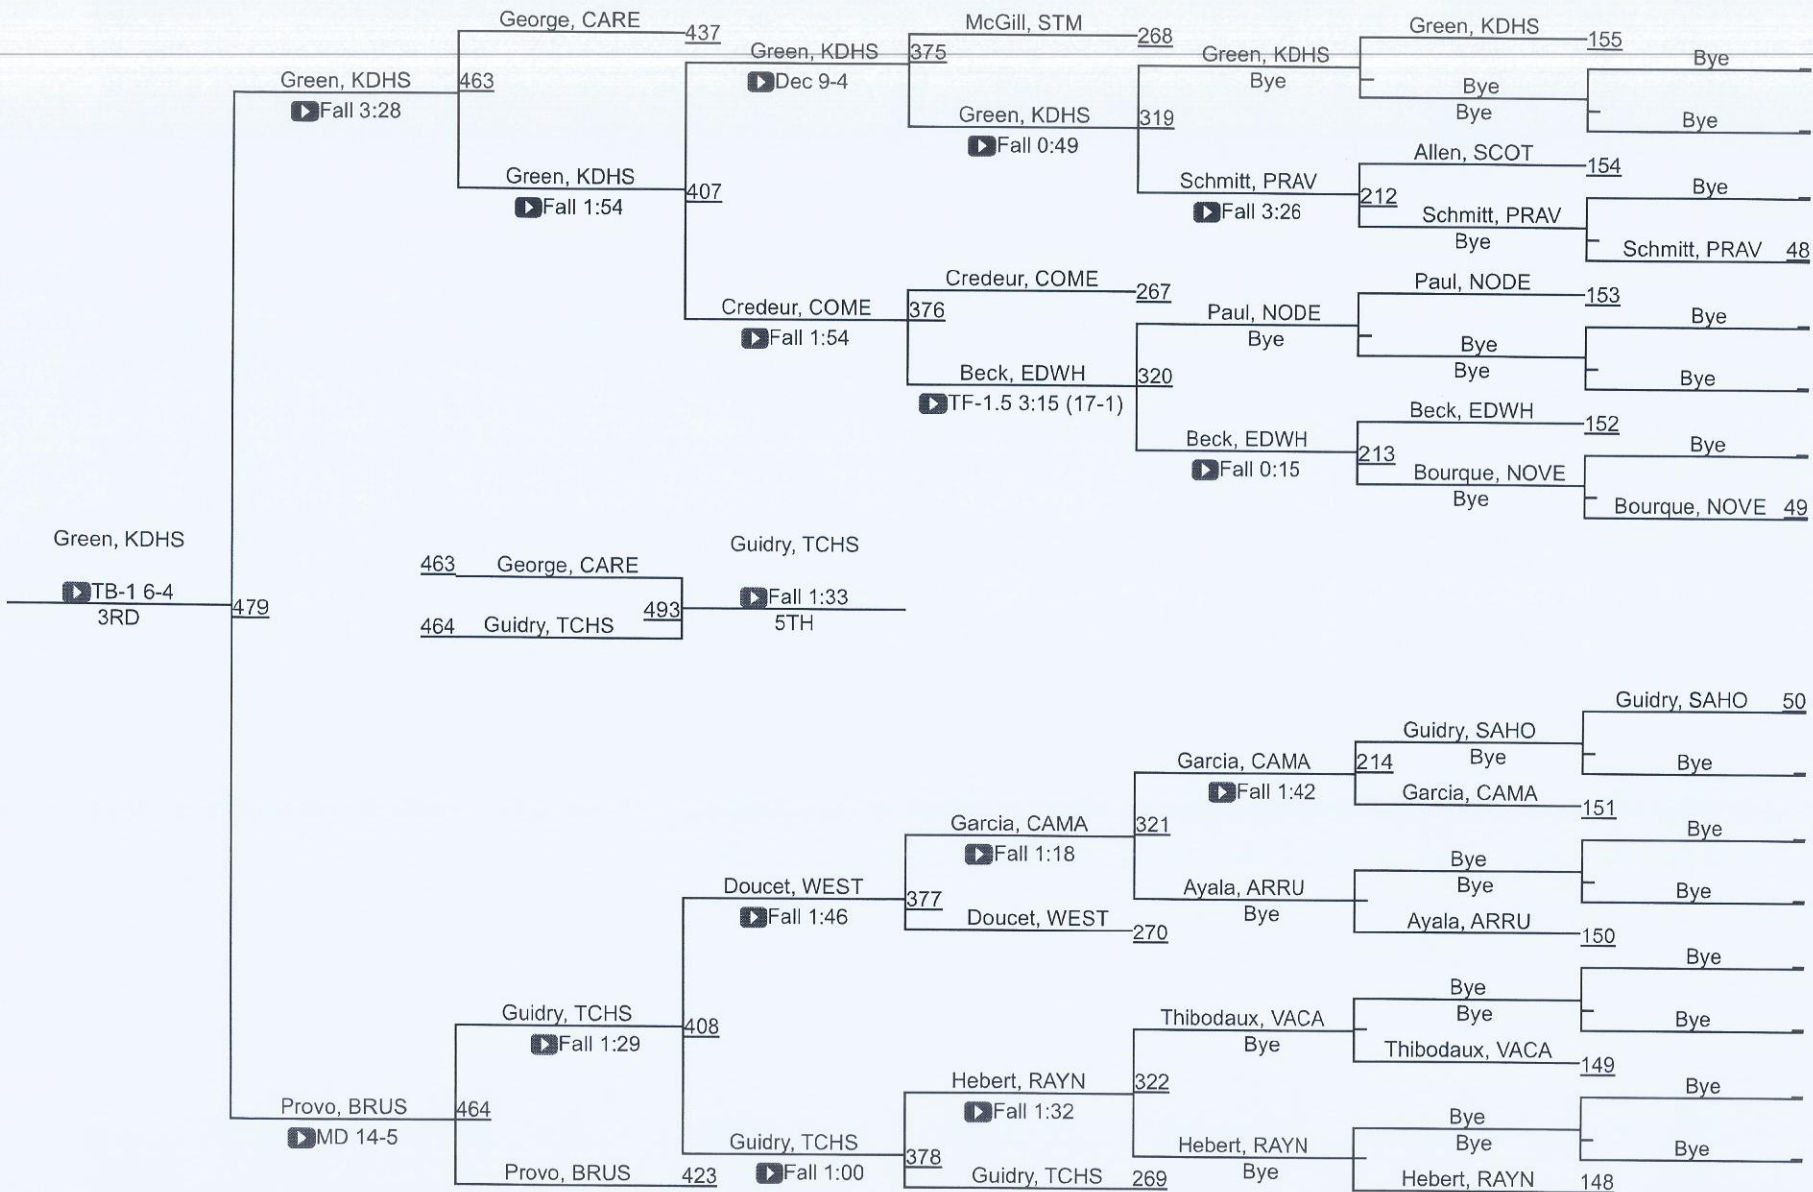 George, CARE 437
Green, KDHS
Fall 3:28
463
Green, KDHS
Fall 1:54
Green, KDHS
Dec 9-4
407
Credeur, COME
Fall 1:54
McGill, STM 268
375
Green, KDHS
Fall 0:49
Credeur, COME 267
376
Beck, EDWH
TF-1.5 3:15 (17-1)
Green, KDHS
Bye
319
Schmitt, PRAV
Fall 3:26
Paul, NODE
Bye
320
Beck, EDWH
Fall 0:15
Green, KDHS 155
Bye
Bye
Allen, SCOT 154
212
Schmitt, PRAV
Bye
Paul, NODE 153
Bye
Bye
Beck, EDWH 152
213
Bourque, NOVE
Bye
Bye
Bye
Bye
Schmitt, PRAV 48
Bye
Bye
Bye
Bourque, NOVE 49
Green, KDHS
TB-1 6-4
3RD
479
463 George, CARE
493
464 Guidry, TCHS
Guidry, TCHS
Fall 1:33
5TH
Provo, BRUS
MD 14-5
464
Guidry, TCHS
Fall 1:29
Provo, BRUS 423
408
Doucet, WEST
Fall 1:46
Guidry, TCHS
Fall 1:00
Garcia, CAMA
Fall 1:18
377
Doucet, WEST 270
Hebert, RAYN
Fall 1:32
378
Guidry, TCHS 269
Garcia, CAMA
Fall 1:42
321
Ayala, ARRU
Bye
Thibodaux, VACA
Bye
322
Hebert, RAYN
Bye
Guidry, SAHO
Bye
214
Garcia, CAMA 151
Bye
Bye
Ayala, ARRU 150
Bye
Bye
Thibodaux, VACA 149
Bye
Bye
Hebert, RAYN 148
Guidry, SAHO 50
Bye
Bye
Bye
Bye
Bye
Bye
Bye